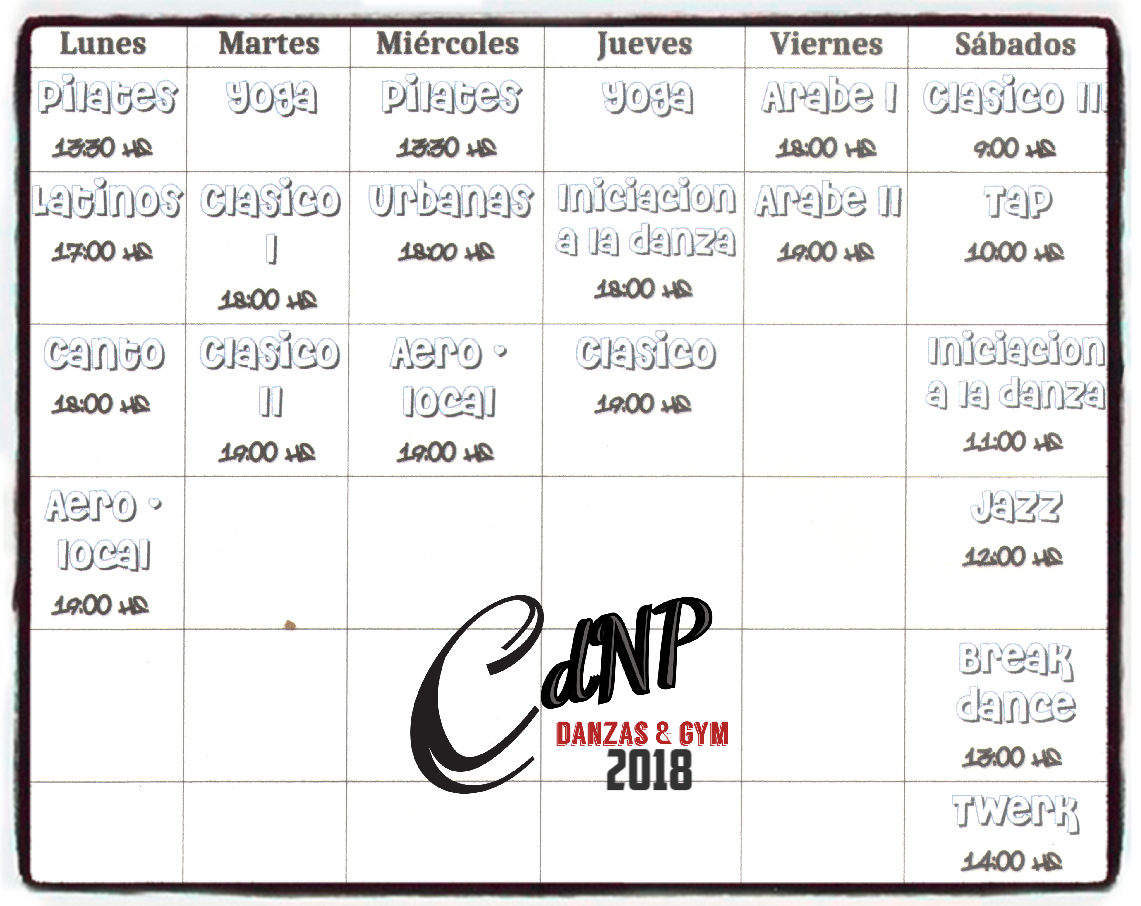 Lunes Martes Miércoles Jueves Viernes Sábados
Pilates Yoga Pilates Yoga Arabe I Clasico III
13:30 HS 13:30 HS 18:00 HS 9:00 HS
Latinos Clasico Urbanas Iniciacion Arabe II Tap
I a la danza
17:00 HS 18:00 HS 18:00 HS 18:00 HS 19:00 HS 10:00 HS
Canto Clasico Aero • Clasico Iniciacion
II local a la danza
18:00 HS 19:00 HS 19:00 HS 19:00 HS 11:00 HS
Aero • Jazz
local
19:00 HS 12:00 HS
CdNP
DANZAS & GYM
2018
Break
dance
13:00 HS
Twerk
14:00 HS